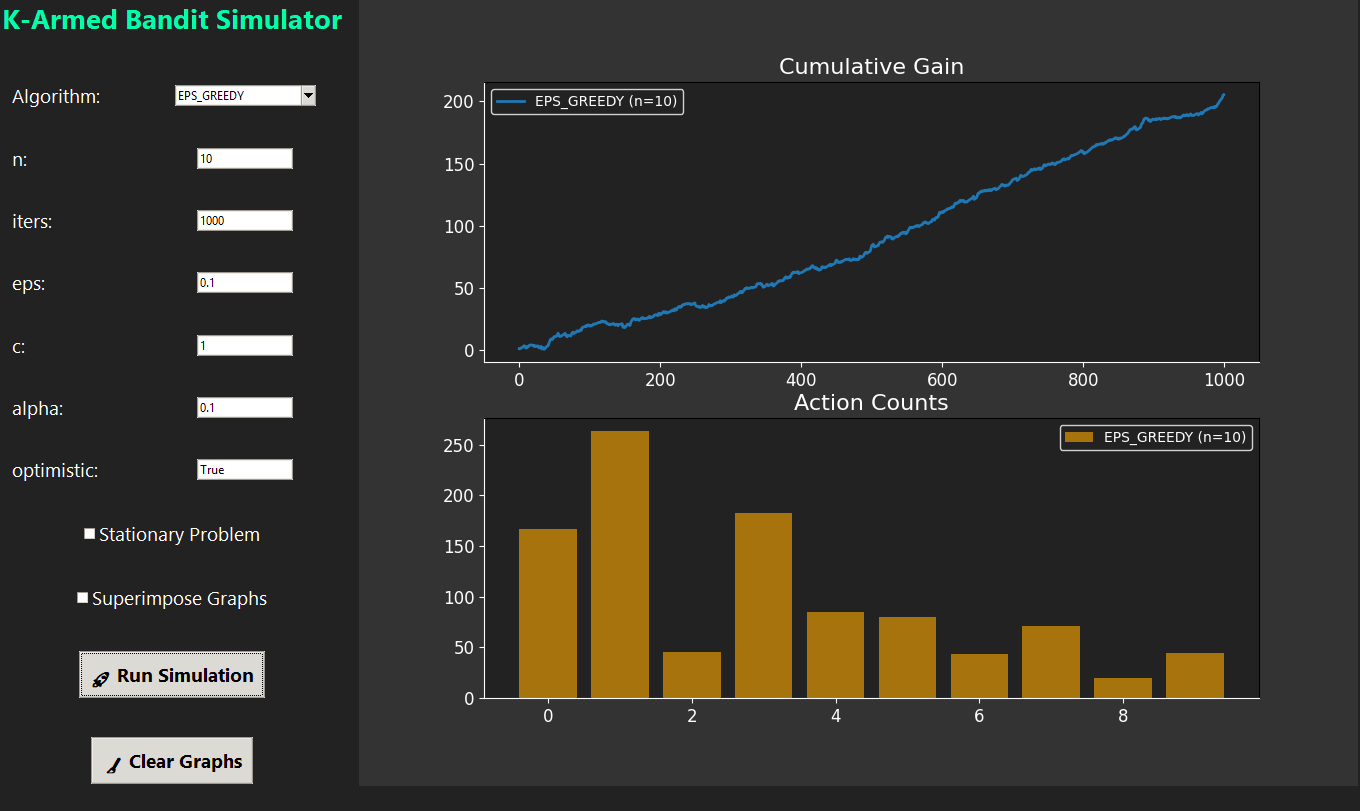 K-Armed Bandit Simulator
Algorithm: EPS_GREEDY
n: 10
iters: 1000
eps: 0.1
c: 1
alpha: 0.1
optimistic: True
Stationary Problem
Superimpose Graphs
Run Simulation
Clear Graphs
Cumulative Gain
EPS_GREEDY (n=10)
200
150
100
50
0
0 200 400 600 800 1000
Action Counts
EPS_GREEDY (n=10)
250
200
150
100
50
0
0 2 4 6 8